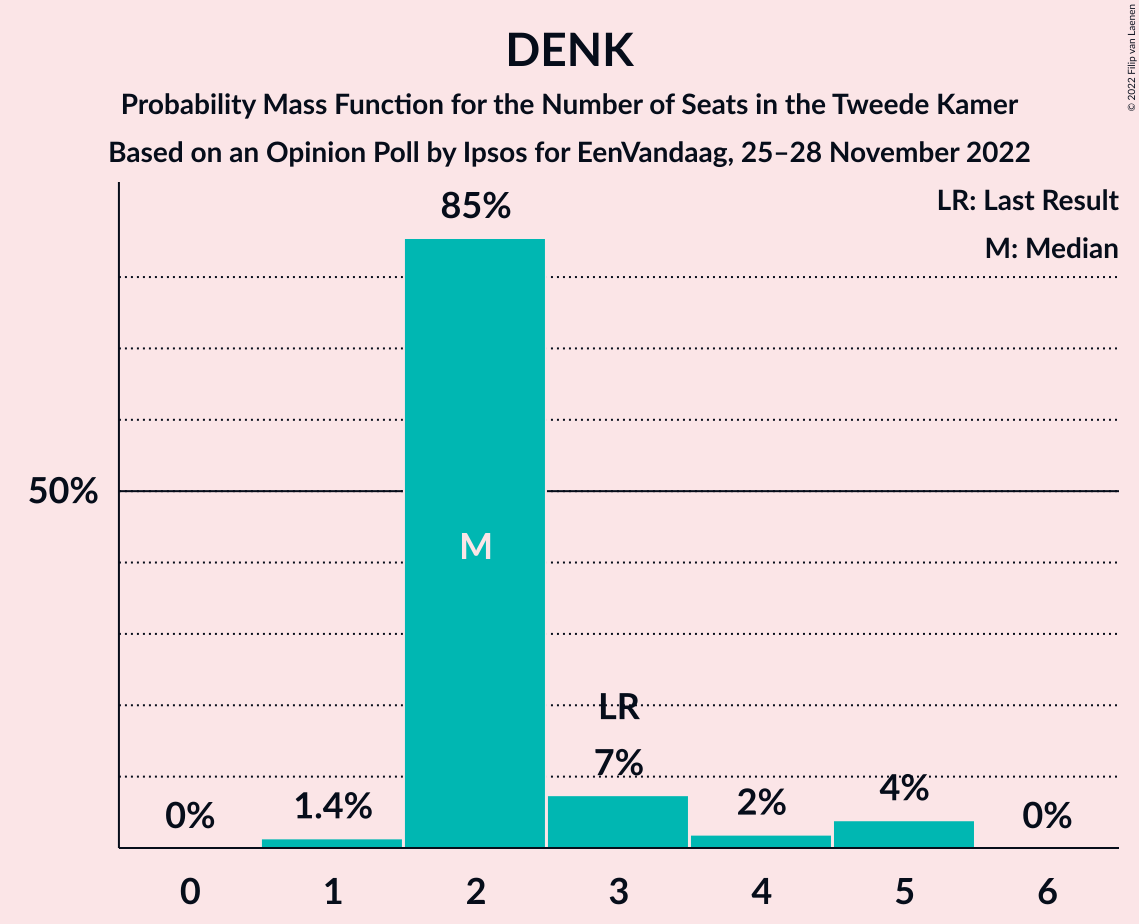 DENK
Probability Mass Function for the Number of Seats in the Tweede Kamer
Based on an Opinion Poll by Ipsos for EenVandaag, 25–28 November 2022
© 2022 Filip van Laenen
LR: Last Result
M: Median
85%
50%
M
LR
7%
0%
1.4%
2%
4%
0%
0
1
2
3
4
5
6